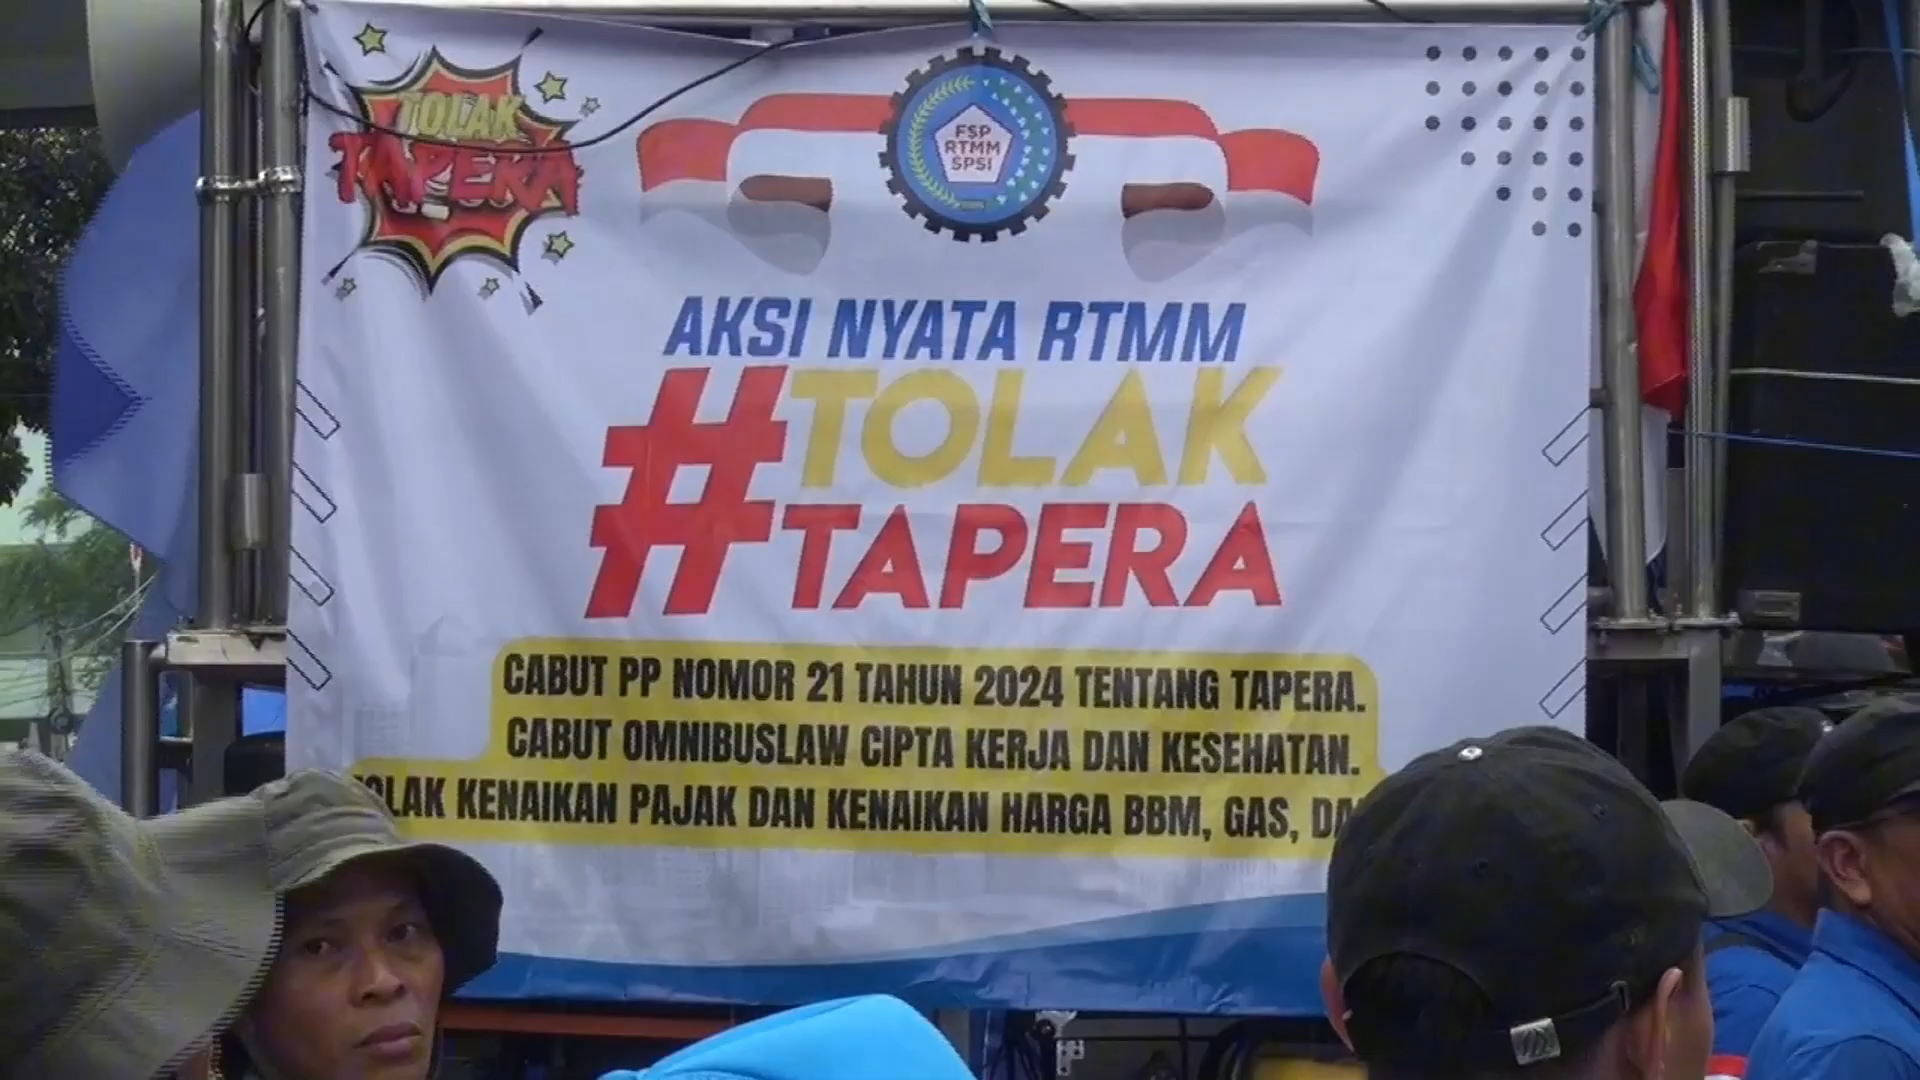 TOLAK
TAPERA
FSP
RTMM
SPSI
AKSI NYATA RTMM
#TOLAK
TAPERA
CABUT PP NOMOR 21 TAHUN 2024 TENTANG TAPERA.
CABUT OMNIBUSLAW CIPTA KERJA DAN KESEHATAN.
KENAIKAN PAJAK DAN KENAIKAN HARGA BBM, GAS,